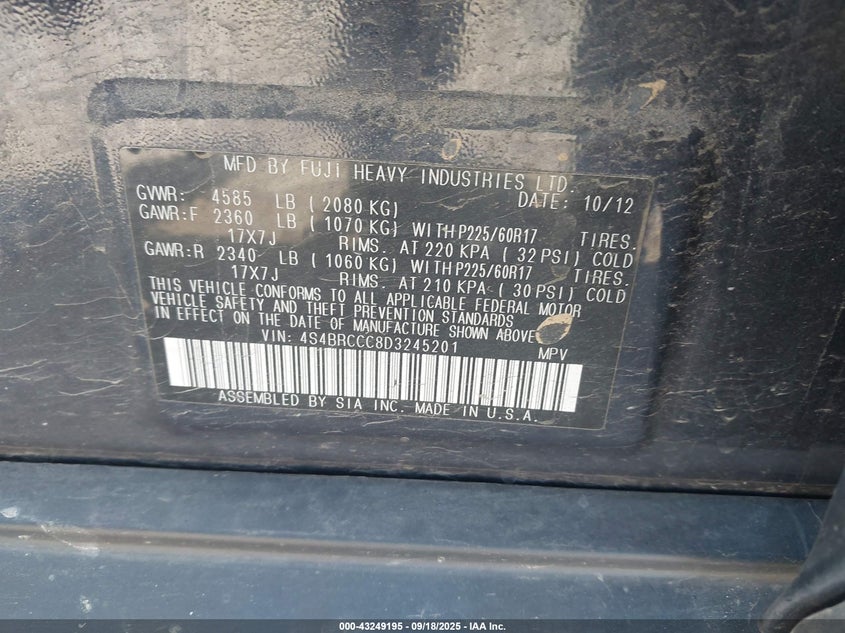 MFD BY FUJI HEAVY INDUSTRIES LTD.
GVWR: 4585 LB ( 2080 KG) DATE: 10/12
GAWR:F 2360 LB ( 1070 KG) WITH P225/60R17 TIRES.
17X7J RIMS. AT 220 KPA ( 32 PSI) COLD
GAWR:R 2340 LB ( 1060 KG) WITH P225/60R17 TIRES.
17X7J RIMS. AT 210 KPA ( 30 PSI) COLD
THIS VEHICLE CONFORMS TO ALL APPLICABLE FEDERAL MOTOR
VEHICLE SAFETY AND THEFT PREVENTION STANDARDS
IN EFFECT ON THE DATE OF MANUFACTURE SHOWN ABOVE
VIN: 4S4BRCCC8D3245201 MPV
ASSEMBLED BY SIA INC. MADE IN U.S.A.
000-43249195 - 09/18/2025 - IAA Inc.